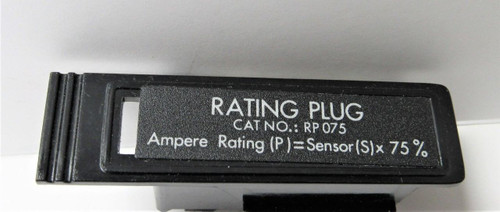 RATING PLUG
CAT NO.: RP 075
Ampere Rating (P) = Sensor(S)x 75%